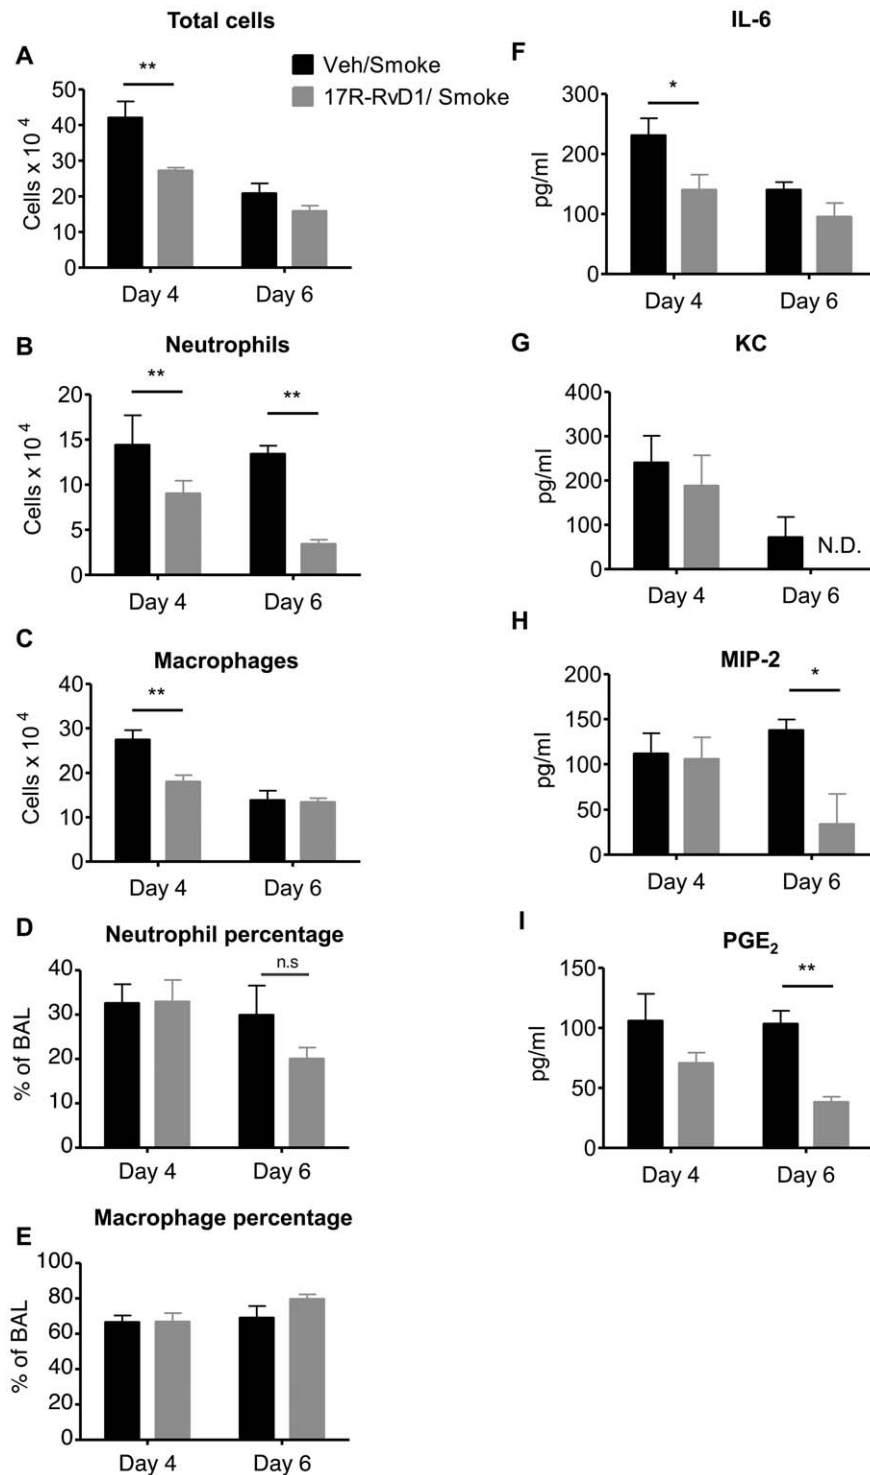 Total cells
A
**
Veh/Smoke
17R-RvD1/ Smoke
50
40
30
20
10
0
Cells x 10 4
Day 4
Day 6
B
Neutrophils
**
**
20
15
10
5
0
Cells x 10 4
Day 4
Day 6
C
Macrophages
**
40
30
20
10
0
Cells x 10 4
Day 4
Day 6
D
Neutrophil percentage
n.s
40
30
20
10
0
% of BAL
Day 4
Day 6
E
Macrophage percentage
100
80
60
40
20
0
% of BAL
Day 4
Day 6
IL-6
F
*
300
200
100
0
pg/ml
Day 4
Day 6
G
KC
400
300
200
100
0
pg/ml
N.D.
Day 4
Day 6
H
MIP-2
*
200
150
100
50
0
pg/ml
Day 4
Day 6
I
PGE2
**
150
100
50
0
pg/ml
Day 4
Day 6